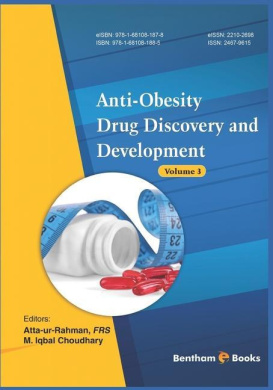 eISBN: 978-1-68108-187-8
ISBN: 978-1-68108-188-5
eISSN: 2210-2698
ISSN: 2467-9615
Anti-Obesity
Drug Discovery and
Development
Volume 3
Editors:
Atta-ur-Rahman, FRS
M. Iqbal Choudhary
Bentham e Books